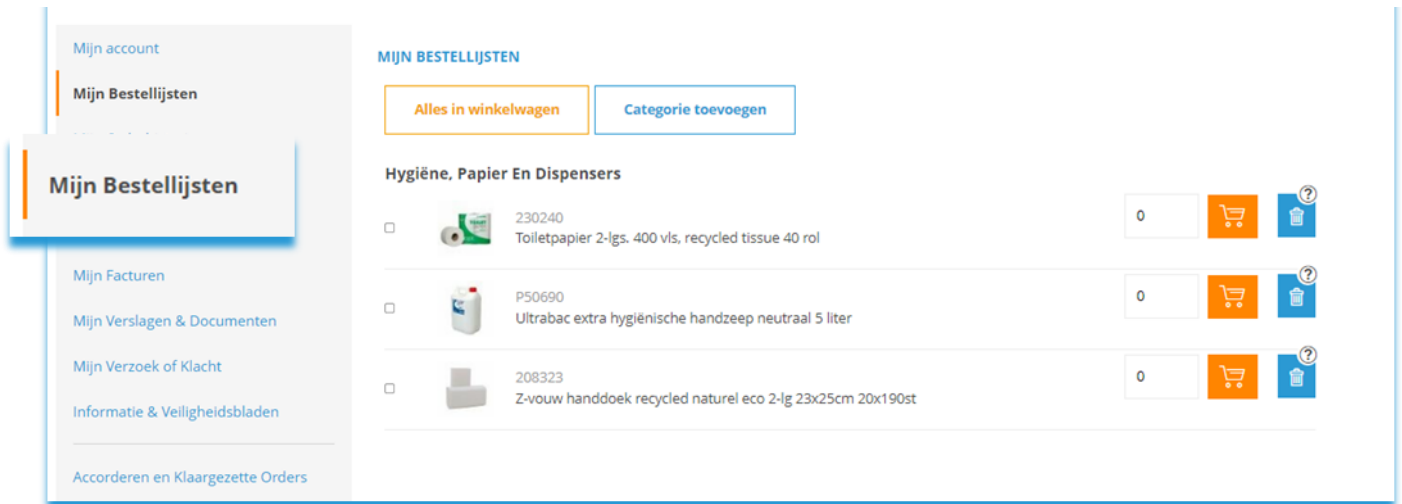 Mijn account
Mijn Bestellijsten
Mijn Bestellijsten
Mijn Facturen
Mijn Verslagen & Documenten
Mijn Verzoek of Klacht
Informatie & Veiligheidsbladen
Accorderen en Klaargezette Orders
MIJN BESTELLIJSTEN
Alles in winkelwagen
Categorie toevoegen
Hygiëne, Papier En Dispensers
230240
Toiletpapier 2-lgs. 400 vls, recycled tissue 40 rol
0
?
P50690
Ultrabac extra hygiënische handzeep neutraal 5 liter
0
?
208323
Z-vouw handdoek recycled naturel eco 2-lg 23x25cm 20x190st
0
?